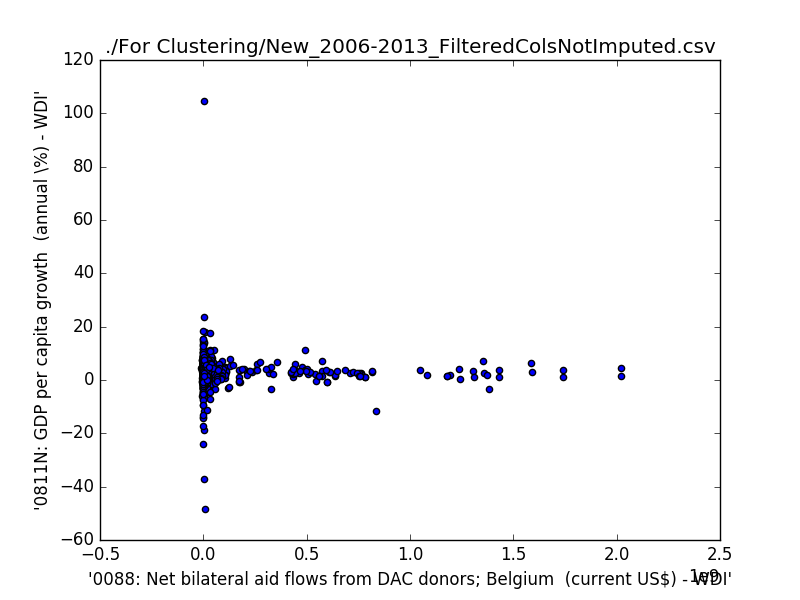 ./For Clustering/New_2006-2013_FilteredColsNotImputed.csv
'0811N: GDP per capita growth  (annual \%) - WDI'
120
100
80
60
40
20
0
−20
−40
−60
−0.5 0.0 0.5 1.0 1.5 2.0 2.5
1e9
'0088: Net bilateral aid flows from DAC donors; Belgium  (current US$) - WDI'